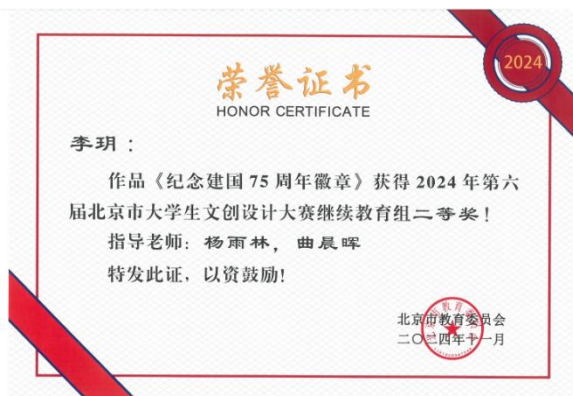 2024
荣誉证书
HONOR CERTIFICATE
李玥：
作品《纪念建国75周年徽章》获得2024年第六
届北京市大学生文创设计大赛继续教育组二等奖！
指导老师：杨雨林，曲晨晖
特发此证，以资鼓励！
北京市教育委员会
二〇二四年十一月